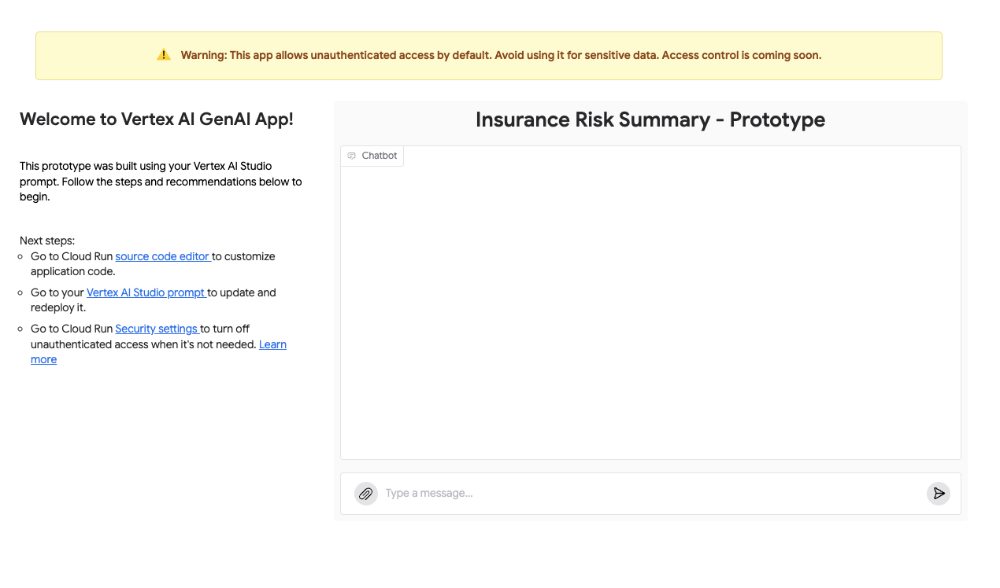 ⚠️ Warning: This app allows unauthenticated access by default. Avoid using it for sensitive data. Access control is coming soon.
Welcome to Vertex AI GenAI App!
This prototype was built using your Vertex AI Studio
prompt. Follow the steps and recommendations below to
begin.
Next steps:
Go to Cloud Run source code editor to customize
application code.
Go to your Vertex AI Studio prompt to update and
redeploy it.
Go to Cloud Run Security settings to turn off
unauthenticated access when it's not needed. Learn
more
Insurance Risk Summary - Prototype
Chatbot
Type a message...